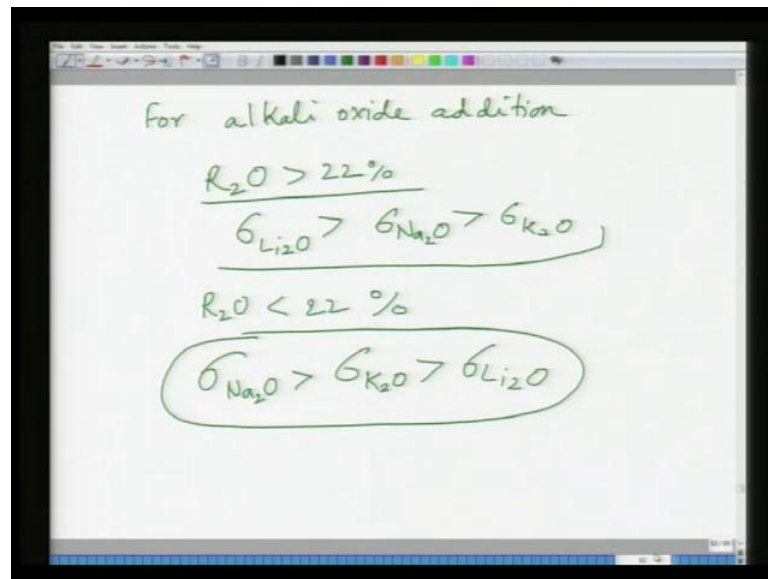 For alkali oxide addition
R₂O > 22%
σLi₂O > σNa₂O > σK₂O
R₂O < 22 %
σNa₂O > σK₂O > σLi₂O